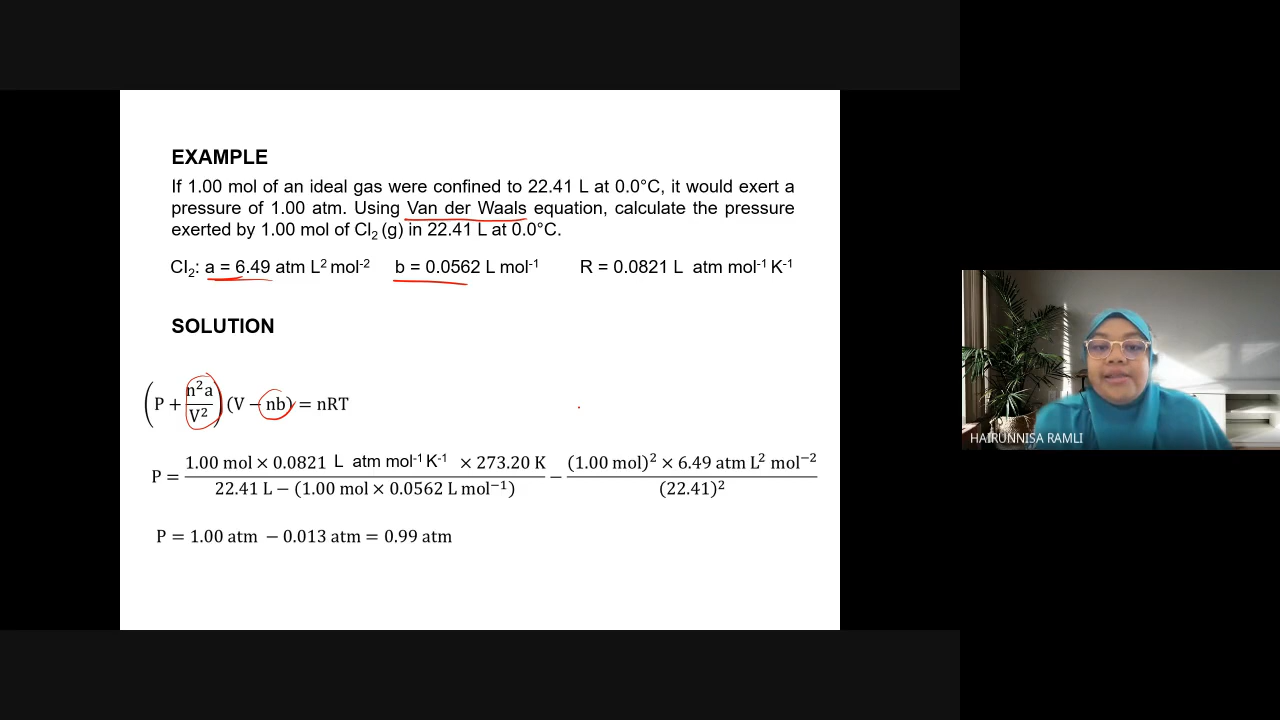 EXAMPLE
If 1.00 mol of an ideal gas were confined to 22.41 L at 0.0°C, it would exert a
pressure of 1.00 atm. Using Van der Waals equation, calculate the pressure
exerted by 1.00 mol of Cl₂ (g) in 22.41 L at 0.0°C.
Cl₂: a = 6.49 atm L² mol⁻² b = 0.0562 L mol⁻¹ R = 0.0821 L atm mol⁻¹ K⁻¹
SOLUTION
(P + n²a/V²) (V − nb) = nRT
P = (1.00 mol × 0.0821 L atm mol⁻¹ K⁻¹ × 273.20 K)/(22.41 L − (1.00 mol × 0.0562 L mol⁻¹)) − ((1.00 mol)² × 6.49 atm L² mol⁻²)/(22.41)²
P = 1.00 atm − 0.013 atm = 0.99 atm
HAIRUNNISA RAMLI